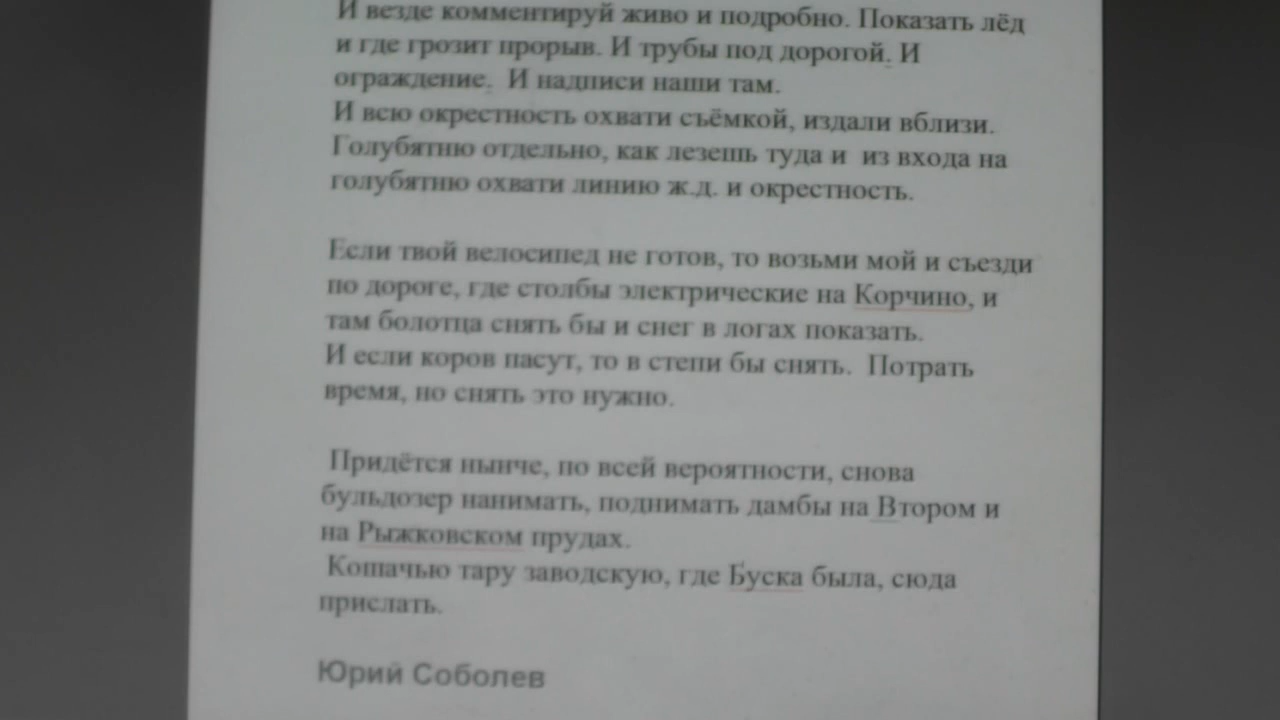 И везде комментируй живо и подробно. Показать лёд
и где грозит прорыв. И трубы под дорогой. И
ограждение.  И надписи наши там.
И всю окрестность охвати съёмкой, издали вблизи.
Голубятню отдельно, как лезешь туда и  из входа на
голубятню охвати линию ж.д. и окрестность.
Если твой велосипед не готов, то возьми мой и съезди
по дороге, где столбы электрические на Корчино, и
там болотца снять бы и снег в логах показать.
И если коров пасут, то в степи бы снять.  Потрать
время, но снять это нужно.
Придётся нынче, по всей вероятности, снова
бульдозер нанимать, поднимать дамбы на Втором и
на Рыжковском прудах.
Кошачью тару заводскую, где Буска была, сюда
прислать.
Юрий Соболев